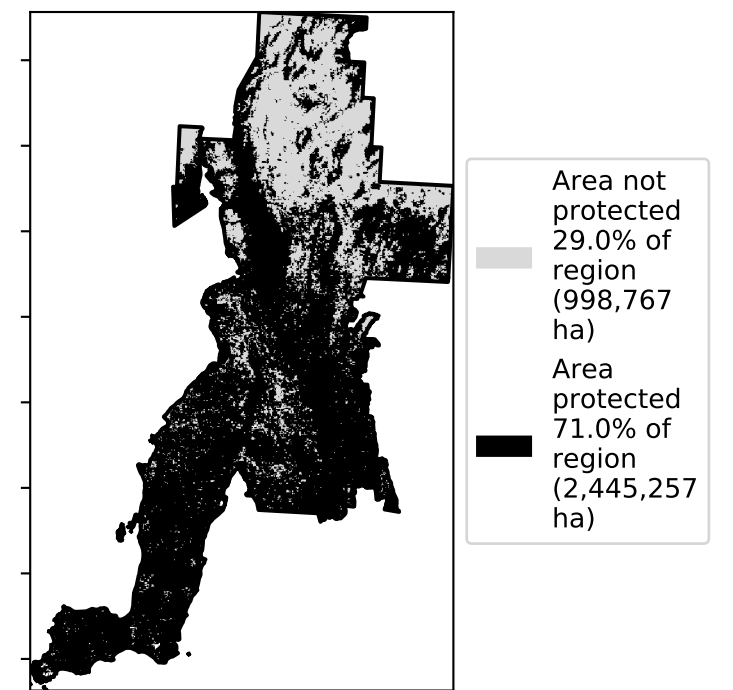 Area not
protected
29.0% of
region
(998,767
ha)
Area
protected
71.0% of
region
(2,445,257
ha)